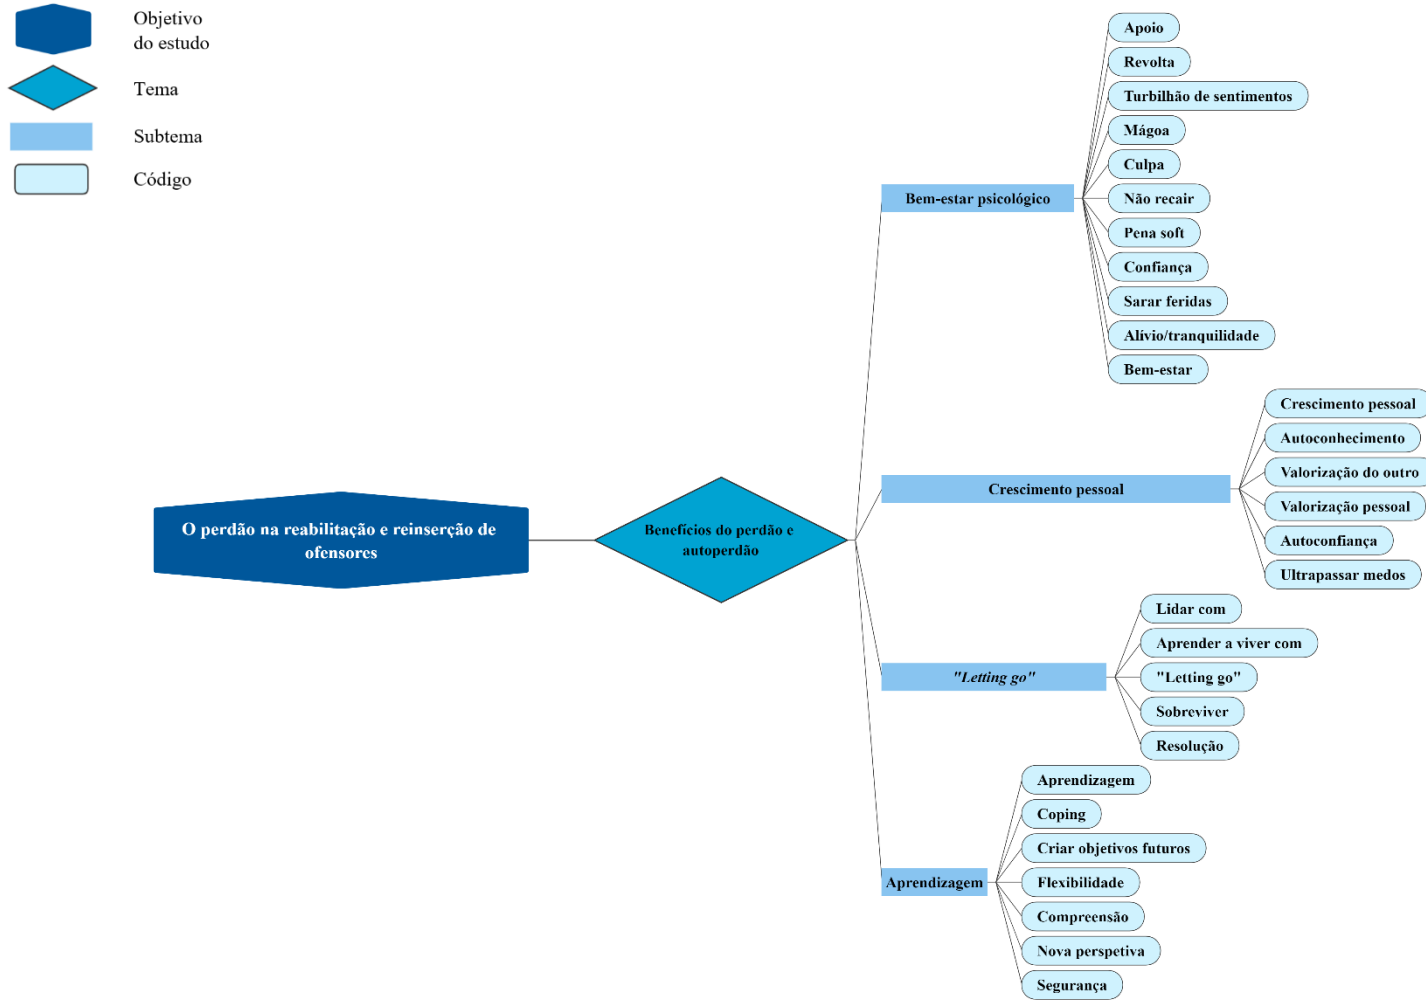 Objetivo
do estudo
Tema
Subtema
Código
O perdão na reabilitação e reinserção de
ofensores
Benefícios do perdão e
autoperdão
Bem-estar psicológico
Apoio
Revolta
Turbilhão de sentimentos
Mágoa
Culpa
Não recair
Pena soft
Confiança
Sarar feridas
Alívio/tranquilidade
Bem-estar
Crescimento pessoal
Crescimento pessoal
Autoconhecimento
Valorização do outro
Valorização pessoal
Autoconfiança
Ultrapassar medos
"Letting go"
Lidar com
Aprender a viver com
"Letting go"
Sobreviver
Resolução
Aprendizagem
Aprendizagem
Coping
Criar objetivos futuros
Flexibilidade
Compreensão
Nova perspetiva
Segurança